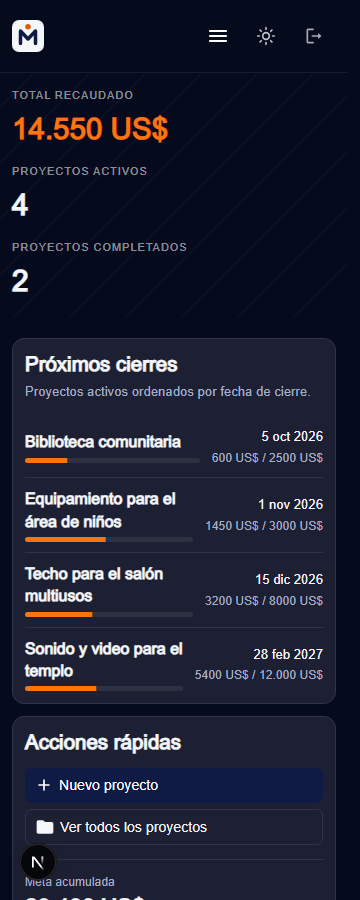 M
TOTAL RECAUDADO
14.550 US$
PROYECTOS ACTIVOS
4
PROYECTOS COMPLETADOS
2
Próximos cierres
Proyectos activos ordenados por fecha de cierre.
Biblioteca comunitaria
5 oct 2026
600 US$ / 2500 US$
Equipamiento para el
área de niños
1 nov 2026
1450 US$ / 3000 US$
Techo para el salón
multiusos
15 dic 2026
3200 US$ / 8000 US$
Sonido y video para el
templo
28 feb 2027
5400 US$ / 12.000 US$
Acciones rápidas
Nuevo proyecto
Ver todos los proyectos
N
Meta acumulada